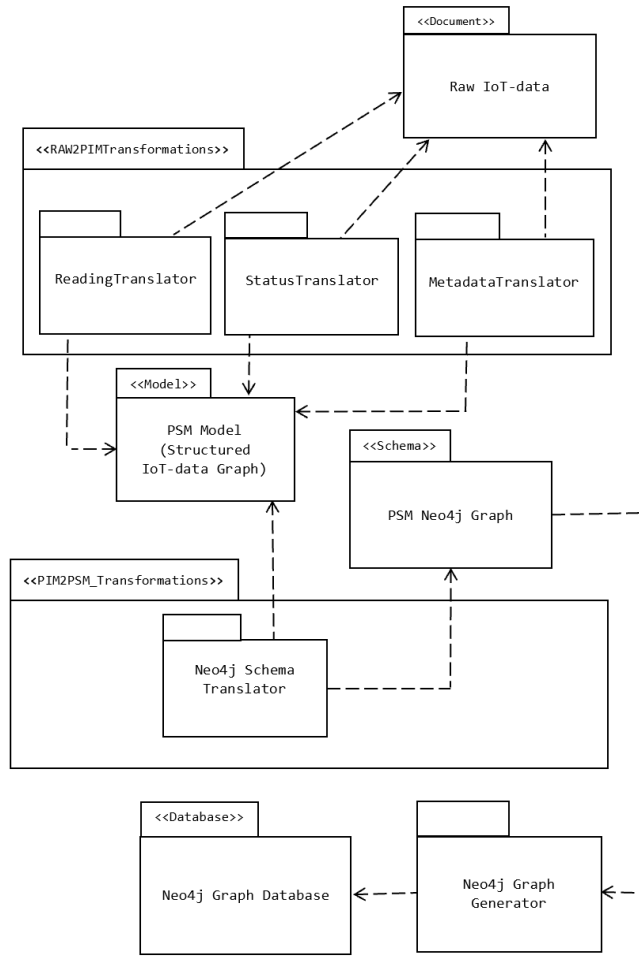 <<Document>>
Raw IoT-data
<<RAW2PIMTransformations>>
ReadingTranslator
StatusTranslator
MetadataTranslator
<<Model>>
PSM Model
(Structured
IoT-data Graph)
<<Schema>>
PSM Neo4j Graph
<<PIM2PSM_Transformations>>
Neo4j Schema
Translator
<<Database>>
Neo4j Graph Database
Neo4j Graph
Generator